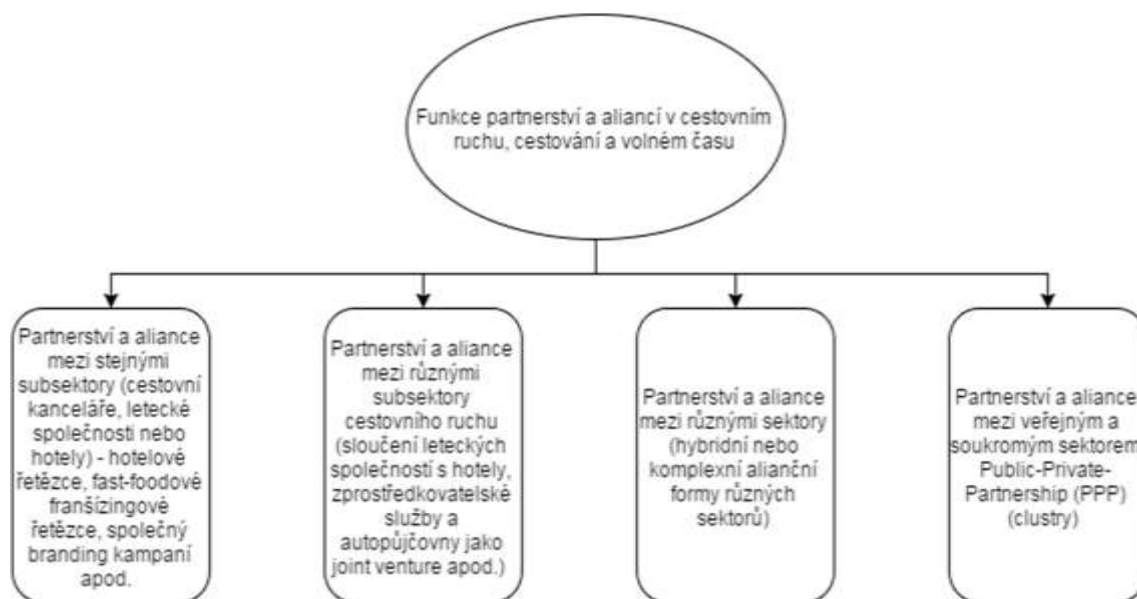 Funkce partnerství a aliancí v cestovním
ruchu, cestování a volném času
Partnerství a aliance
mezi stejnými
subsektory (cestovní
kanceláře, letecké
společnosti nebo
hotely) - hotelové
řetězce, fast-foodové
franšízingové
řetězce, společný
branding kampaní
apod.
Partnerství a aliance
mezi různými
subsektory
cestovního ruchu
(sloučení leteckých
společností s hotely,
zprostředkovatelské
služby a
autopůjčovny jako
joint venture apod.)
Partnerství a aliance
mezi různými sektory
(hybridní nebo
komplexní alianční
formy různých
sektorů)
Partnerství a aliance
mezi veřejným a
soukromým sektorem
Public-Private-
Partnership (PPP)
(clustry)